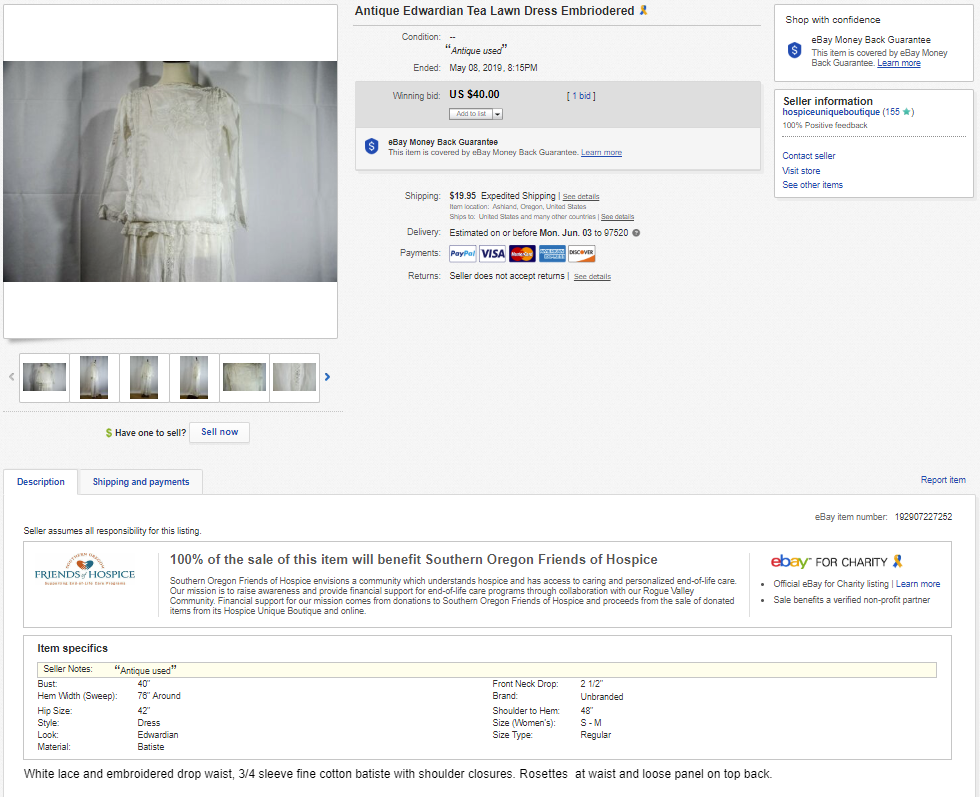 Antique Edwardian Tea Lawn Dress Embriodered
Condition: --
“Antique used”
Ended: May 08, 2019, 8:15PM
Winning bid: US $40.00 [ 1 bid ]
Add to list
eBay Money Back Guarantee
This item is covered by eBay Money Back Guarantee. Learn more
Shipping: $19.95 Expedited Shipping | See details
Item location: Ashland, Oregon, United States
Ships to: United States and many other countries | See details
Delivery: Estimated on or before Mon. Jun. 03 to 97520
Payments: PayPal VISA MasterCard AMERICAN EXPRESS DISCOVER
Returns: Seller does not accept returns | See details
Shop with confidence
eBay Money Back Guarantee
This item is covered by eBay Money
Back Guarantee. Learn more
Seller information
hospiceuniqueboutique (155 ★)
100% Positive feedback
Contact seller
Visit store
See other items
$ Have one to sell? Sell now
Description Shipping and payments Report item
eBay item number: 192907227252
Seller assumes all responsibility for this listing.
SOUTHERN OREGON
FRIENDS of HOSPICE
Supporting End-of-Life Care Programs
100% of the sale of this item will benefit Southern Oregon Friends of Hospice
Southern Oregon Friends of Hospice envisions a community which understands hospice and has access to caring and personalized end-of-life care.
Our mission is to raise awareness and provide financial support for end-of-life care programs through collaboration with our Rogue Valley
Community. Financial support for our mission comes from donations to Southern Oregon Friends of Hospice and proceeds from the sale of donated
items from its Hospice Unique Boutique and online.
ebay FOR CHARITY
Official eBay for Charity listing | Learn more
Sale benefits a verified non-profit partner
Item specifics
Seller Notes: “Antique used”
Bust: 40" Front Neck Drop: 2 1/2"
Hem Width (Sweep): 76" Around Brand: Unbranded
Hip Size: 42" Shoulder to Hem: 48"
Style: Dress Size (Women's): S - M
Look: Edwardian Size Type: Regular
Material: Batiste
White lace and embroidered drop waist, 3/4 sleeve fine cotton batiste with shoulder closures. Rosettes at waist and loose panel on top back.